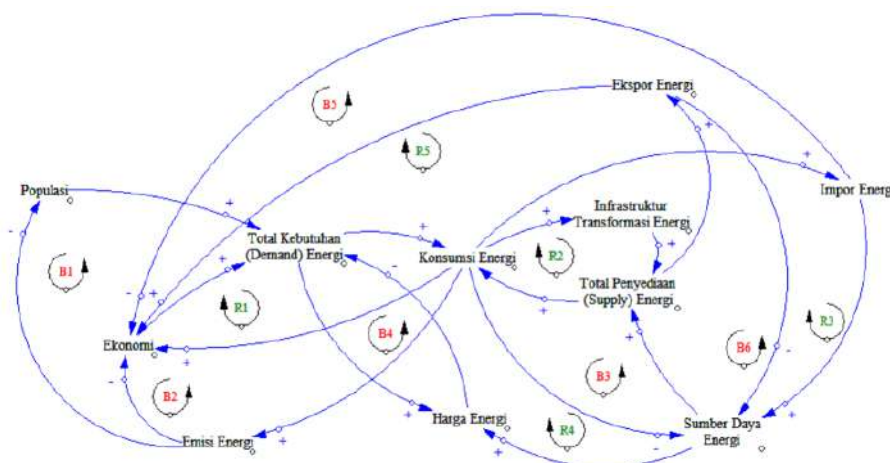 Ekspor Energi
B5
R5
Populasi
Impor Energi
Infrastruktur
Transformasi Energi
Total Kebutuhan
(Demand) Energi
Konsumsi Energi
R2
B1
Total Penyediaan
(Supply) Energi
R1
B4
R3
Ekonomi
B6
B3
B2
Harga Energi
Sumber Daya
Energi
R4
Emisi Energi